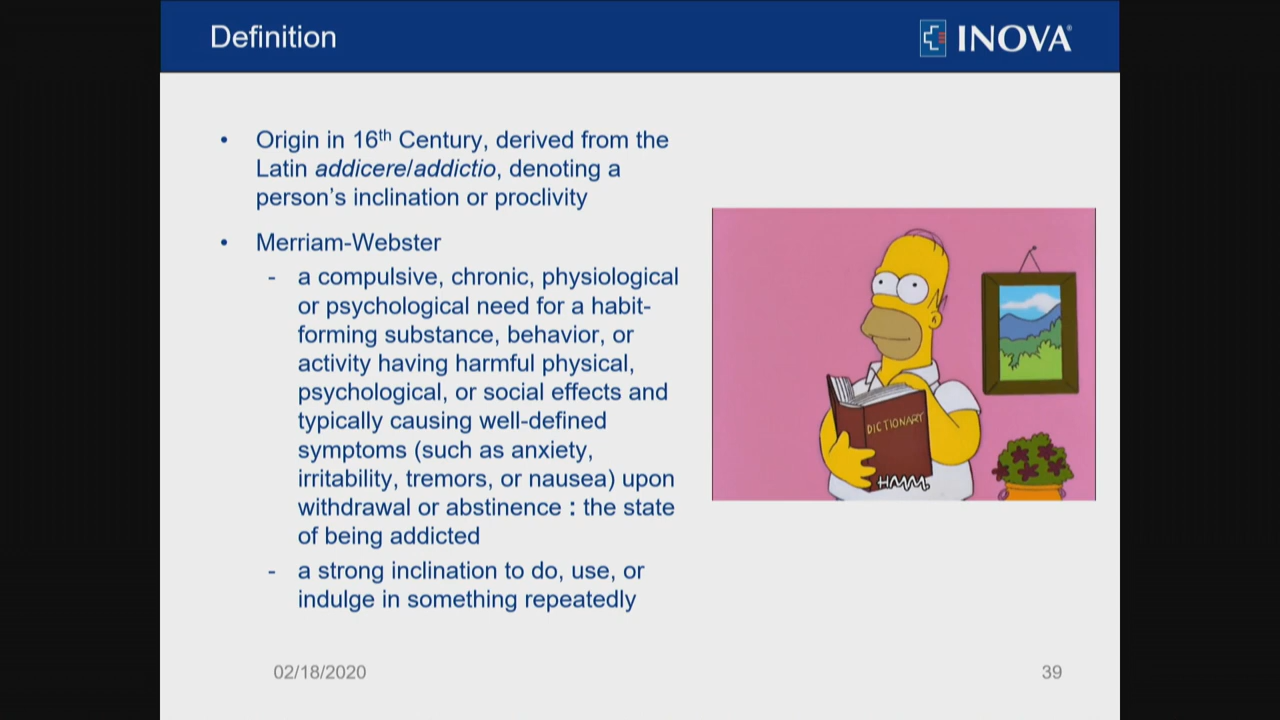 Definition
INOVA®
• Origin in 16th Century, derived from the
Latin addicere/addictio, denoting a
person's inclination or proclivity
• Merriam-Webster
- a compulsive, chronic, physiological
or psychological need for a habit-
forming substance, behavior, or
activity having harmful physical,
psychological, or social effects and
typically causing well-defined
symptoms (such as anxiety,
irritability, tremors, or nausea) upon
withdrawal or abstinence : the state
of being addicted
- a strong inclination to do, use, or
indulge in something repeatedly
DICTIONARY
HMM.
02/18/2020
39